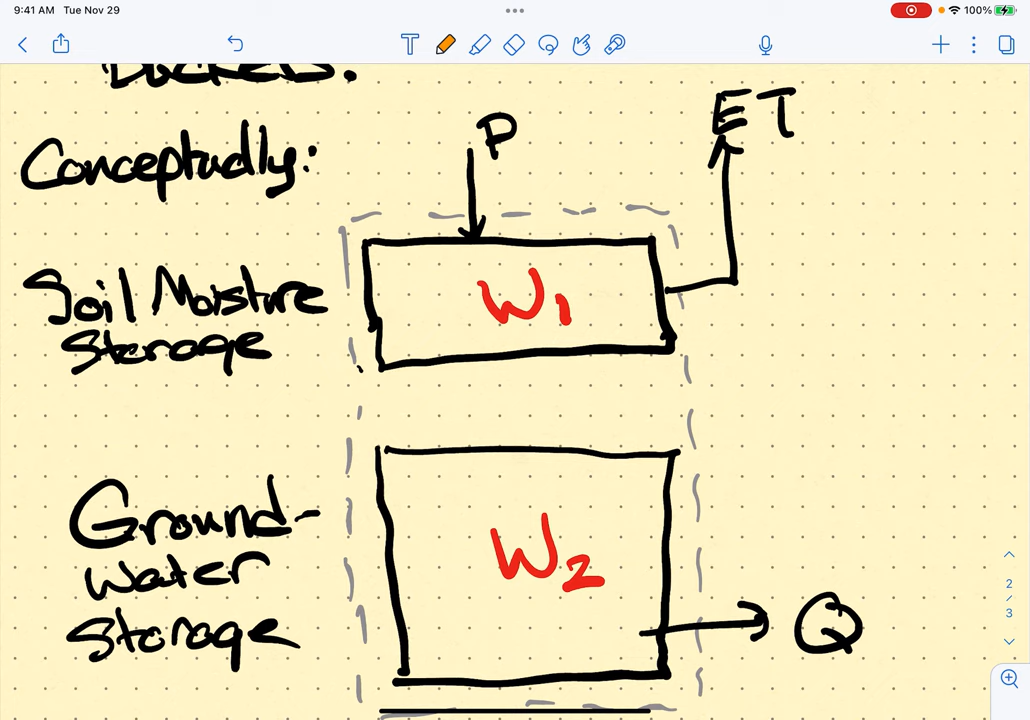 9:41 AM Tue Nov 29
100%
T
Buckets.
Conceptually:
P
ET
Soil Moisture
Storage
W1
Ground-
water
Storage
W2
Q
2
/
3